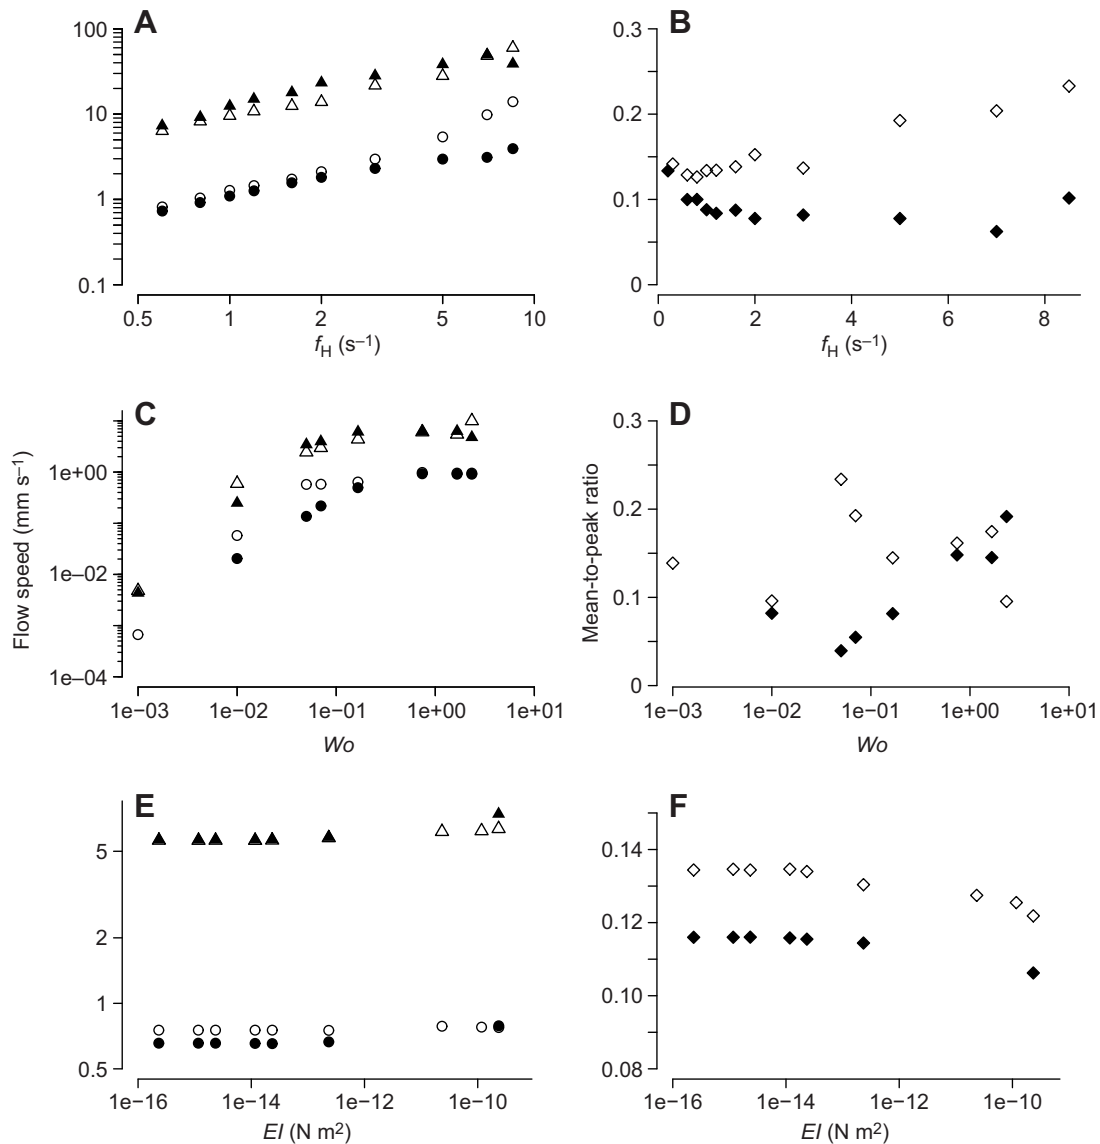 A
100
10
1
0.1
0.5 1 2 5 10
f_H (s⁻¹)
B
0.3
0.2
0.1
0
0 2 4 6 8
f_H (s⁻¹)
C
Flow speed (mm s⁻¹)
1e+00
1e−02
1e−04
1e−03 1e−02 1e−01 1e+00 1e+01
Wo
D
Mean-to-peak ratio
0.3
0.2
0.1
0
1e−03 1e−02 1e−01 1e+00 1e+01
Wo
E
5
2
1
0.5
1e−16 1e−14 1e−12 1e−10
EI (N m²)
F
0.14
0.12
0.10
0.08
1e−16 1e−14 1e−12 1e−10
EI (N m²)